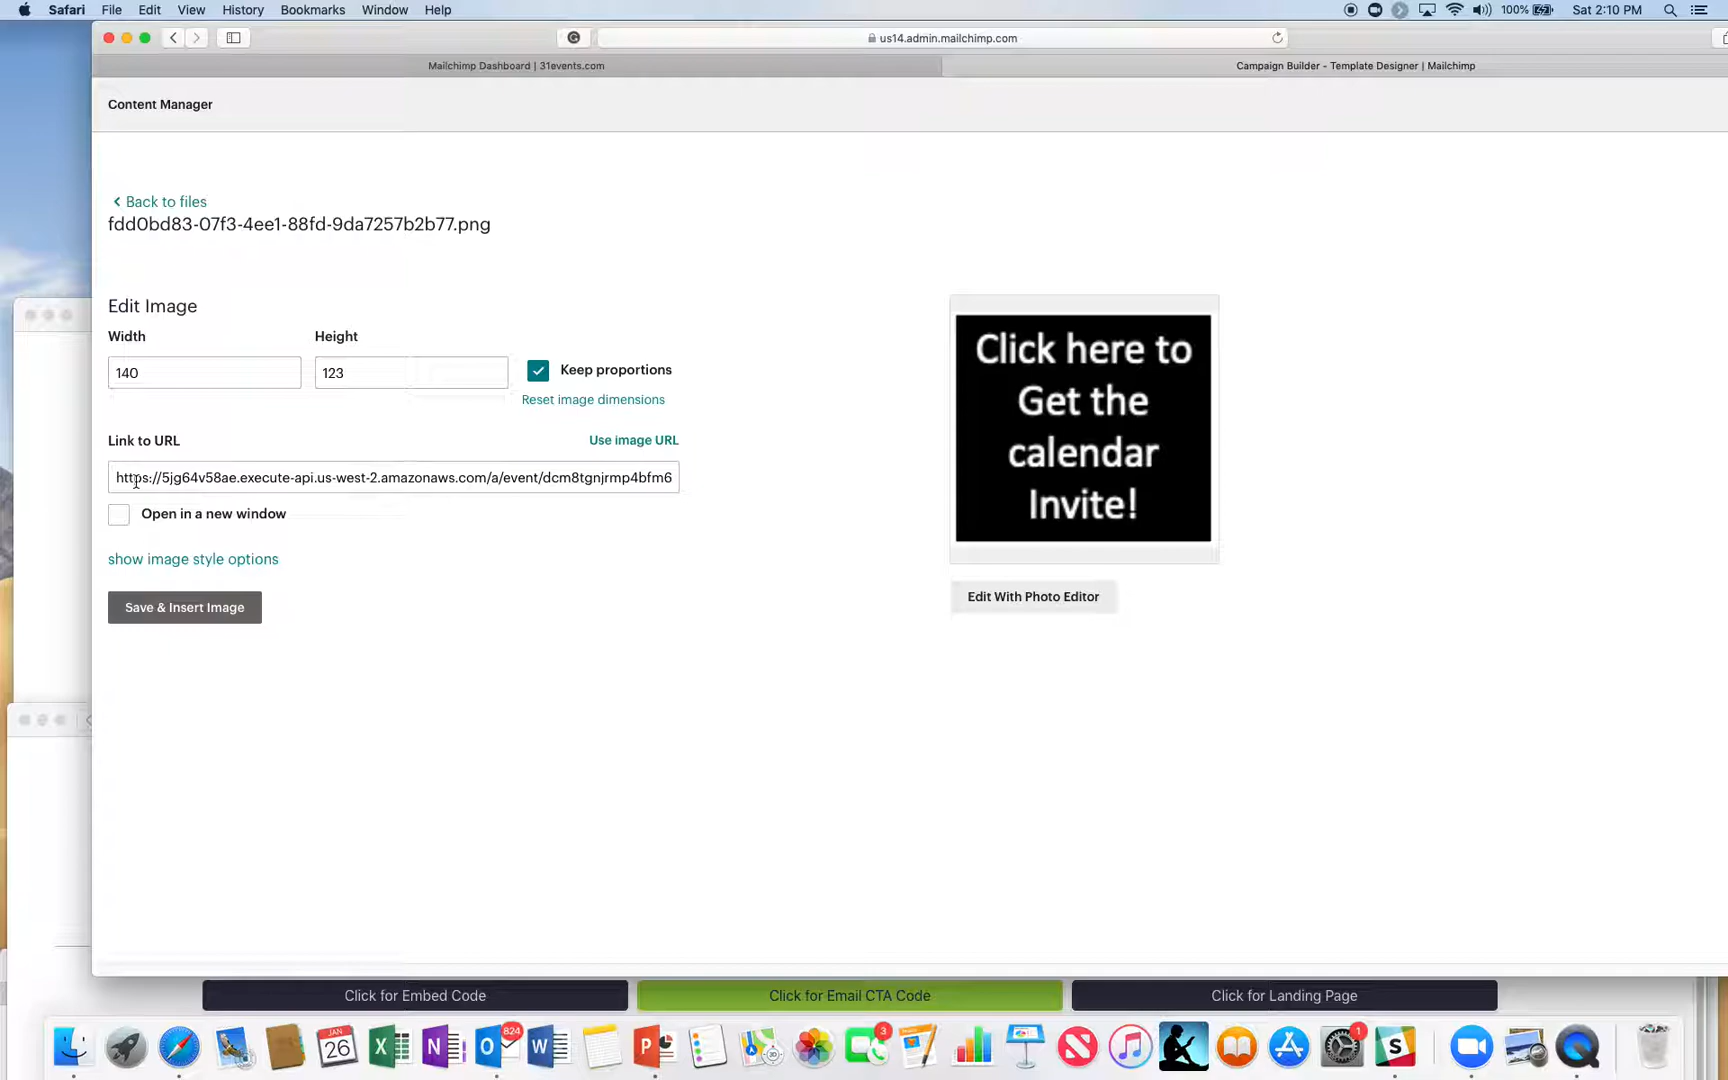 Safari File Edit View History Bookmarks Window Help
100% Sat 2:10 PM
us14.admin.mailchimp.com
Mailchimp Dashboard | 31events.com
Campaign Builder - Template Designer | Mailchimp
Content Manager
Back to files
fdd0bd83-07f3-4ee1-88fd-9da7257b2b77.png
Edit Image
Width
Height
140
123
Keep proportions
Reset image dimensions
Link to URL
Use image URL
https://5jg64v58ae.execute-api.us-west-2.amazonaws.com/a/event/dcm8tgnjrmp4bfm6
Open in a new window
show image style options
Save & Insert Image
Click here to
Get the
calendar
Invite!
Edit With Photo Editor
Click for Embed Code
Click for Email CTA Code
Click for Landing Page
JAN
26
824
3
1